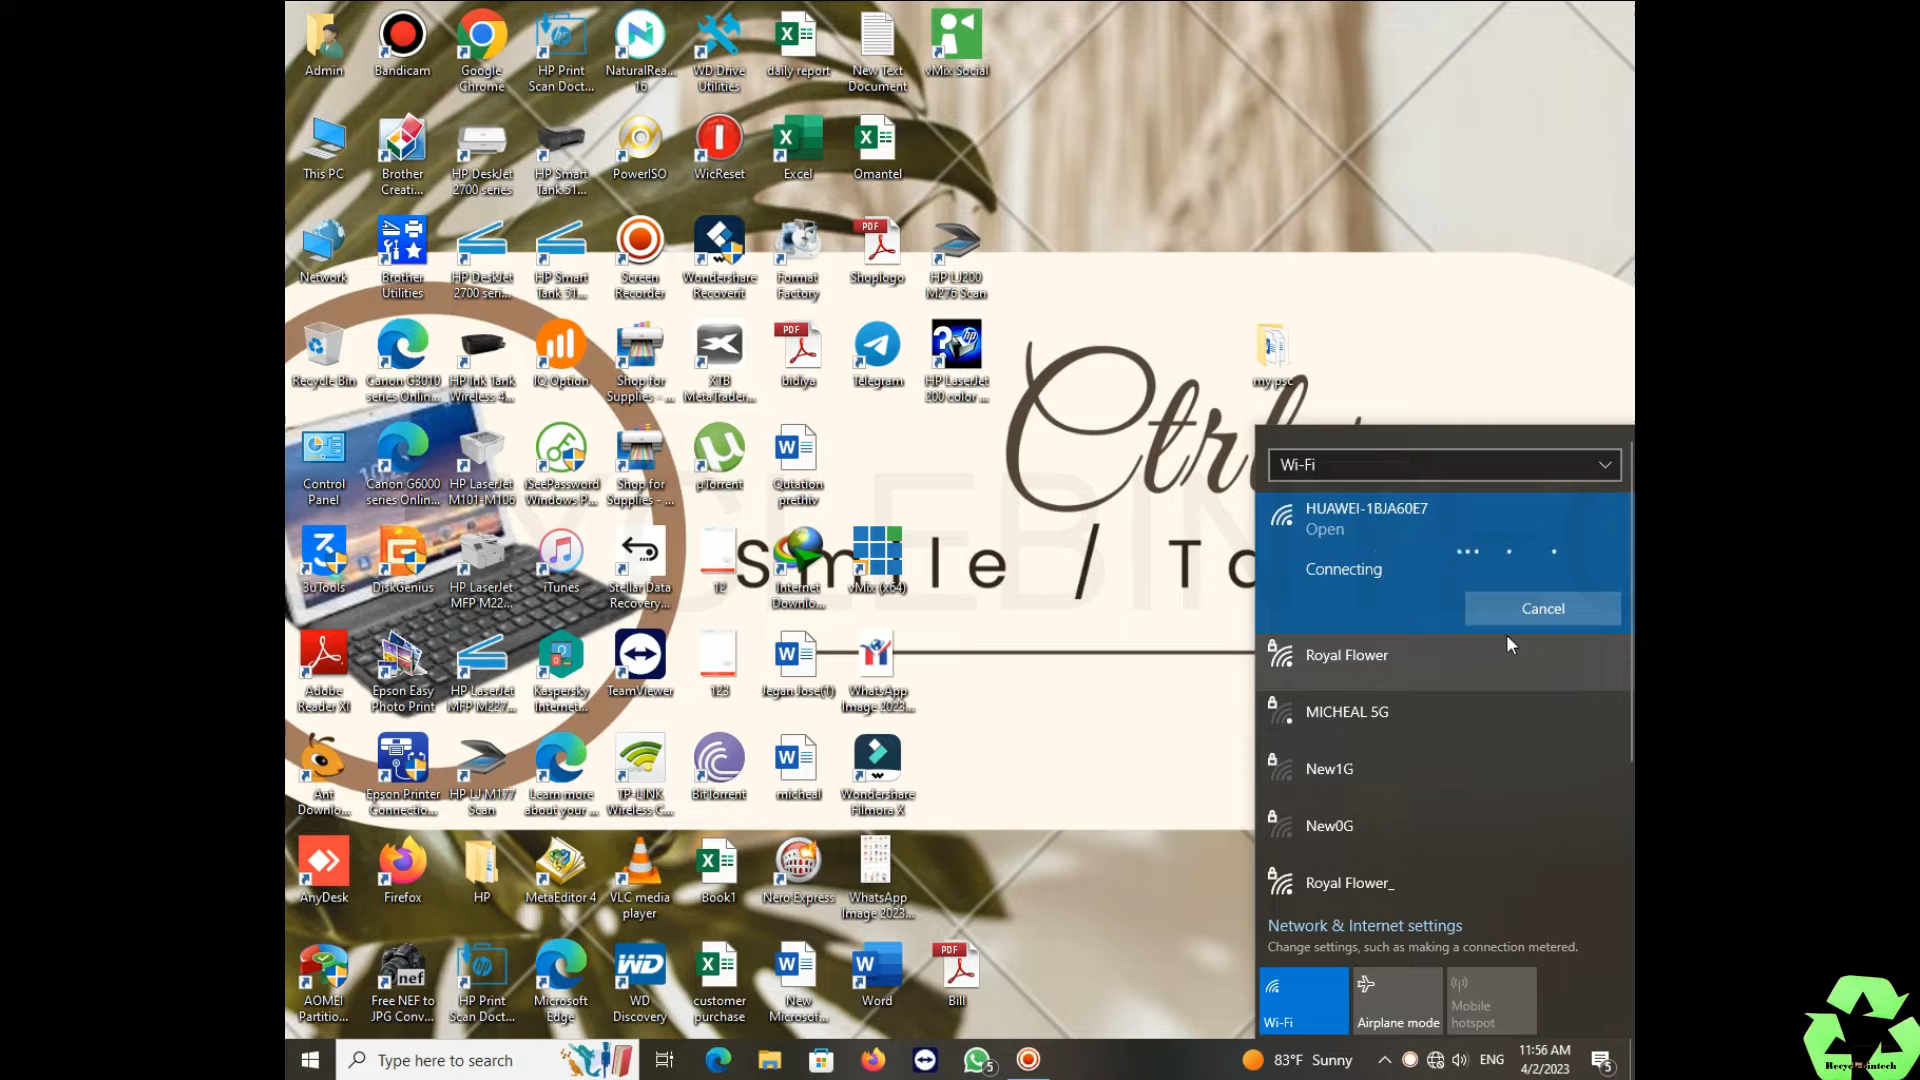 Admin
Bandicam
Google
Chrome
HP Print
Scan Doct...
NaturalRea...
16
WD Drive
Utilities
daily report
New Text
Document
vMix Social
This PC
Brother
Creati...
HP DeskJet
2700 series
HP Smart
Tank 51...
PowerISO
WicReset
Excel
Omantel
Network
Brother
Utilities
HP DeskJet
2700 seri...
HP Smart
Tank 51...
Screen
Recorder
Wondershare
Recoverit
Format
Factory
PDF
Shoplogo
HP LJ200
M276 Scan
Recycle Bin
Canon G3010
series Onlin...
HP Ink Tank
Wireless 4...
IQ Option
Shop for
Supplies - ...
XTB
MetaTrader...
PDF
bidiya
Telegram
HP LaserJet
200 color ...
my psc
Ctrl
Control
Panel
Canon G6000
series Onlin...
HP LaserJet
M101-M106
iSeePassword
Windows P...
Shop for
Supplies - ...
µTorrent
Qutation
prethiv
Smile / To
3uTools
DiskGenius
HP LaserJet
MFP M22...
iTunes
Stellar Data
Recovery...
12
Internet
Downlo...
vMix (x64)
Adobe
Reader XI
Epson Easy
Photo Print
HP LaserJet
MFP M227...
Kaspersky
Internet...
TeamViewer
123
JeganJose(1)
WhatsApp
Image 2023...
Ant
Downlo...
Epson Printer
Connectio...
HP LJ M177
Scan
Learn more
about your ...
TP-LINK
Wireless C...
BitTorrent
micheal
Wondershare
Filmora X
AnyDesk
Firefox
HP
MetaEditor 4
VLC media
player
Book1
Nero Express
WhatsApp
Image 2023...
AOMEI
Partitio...
nef
Free NEF to
JPG Conv...
HP Print
Scan Doct...
Microsoft
Edge
WD
WD
Discovery
customer
purchase
New
Microsof...
Word
PDF
Bill
Wi-Fi
HUAWEI-1BJA60E7
Open
Connecting
Cancel
Royal Flower
MICHEAL 5G
New1G
New0G
Royal Flower_
Network & Internet settings
Change settings, such as making a connection metered.
Wi-Fi
Airplane mode
Mobile
hotspot
Type here to search
5
83°F Sunny
ENG
11:56 AM
4/2/2023
5